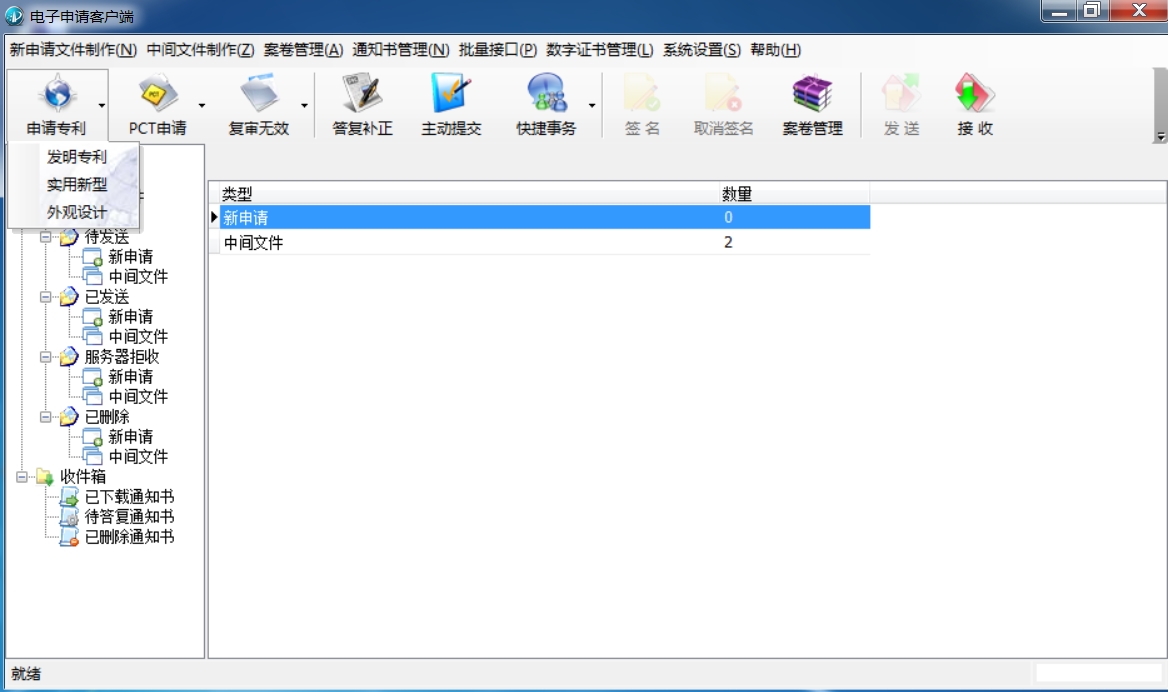 电子申请客户端
新申请文件制作(N) 中间文件制作(Z) 案卷管理(A) 通知书管理(N) 批量接口(P) 数字证书管理(L) 系统设置(S) 帮助(H)
申请专利 PCT申请 复审无效 答复补正 主动提交 快捷事务 签 名 取消签名 案卷管理 发 送 接 收
PCT
发明专利
实用新型
外观设计
类型 数量
新申请 0
中间文件 2
待发送
新申请
中间文件
已发送
新申请
中间文件
服务器拒收
新申请
中间文件
已删除
新申请
中间文件
收件箱
已下载通知书
待答复通知书
已删除通知书
就绪